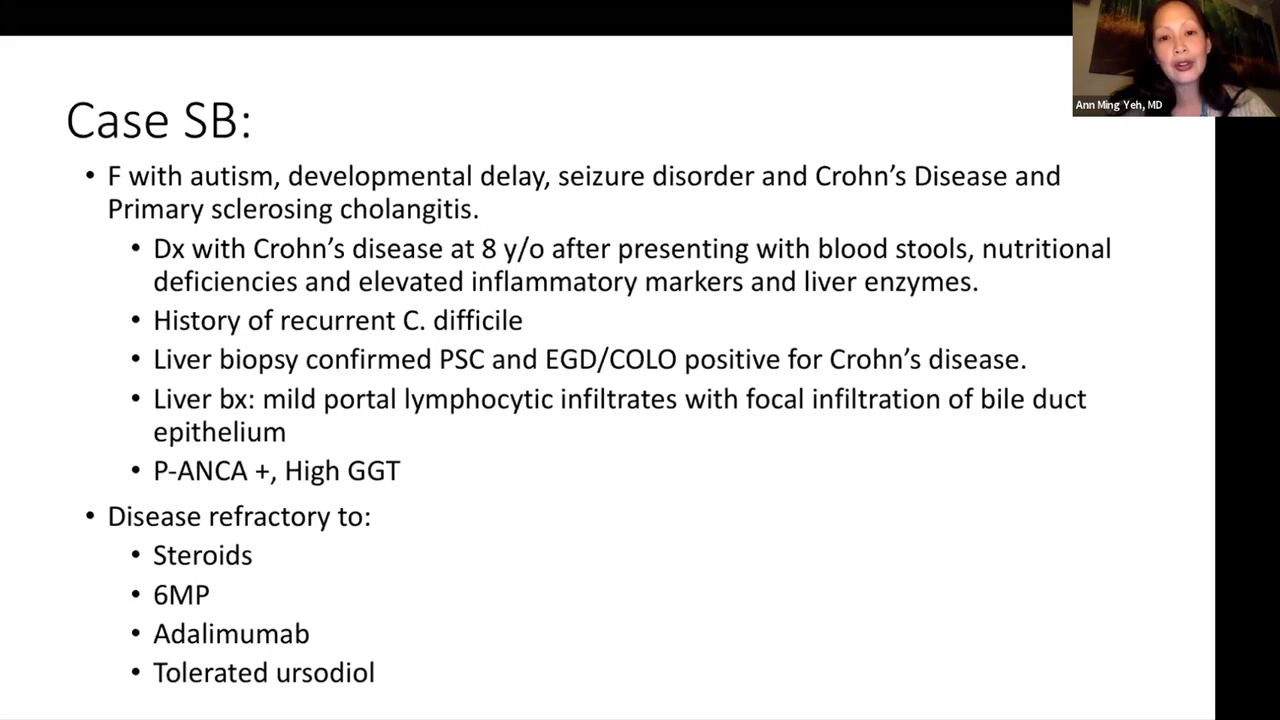 Ann Ming Yeh, MD
Case SB:
• F with autism, developmental delay, seizure disorder and Crohn’s Disease and
Primary sclerosing cholangitis.
• Dx with Crohn’s disease at 8 y/o after presenting with blood stools, nutritional
deficiencies and elevated inflammatory markers and liver enzymes.
• History of recurrent C. difficile
• Liver biopsy confirmed PSC and EGD/COLO positive for Crohn’s disease.
• Liver bx: mild portal lymphocytic infiltrates with focal infiltration of bile duct
epithelium
• P-ANCA +, High GGT
• Disease refractory to:
• Steroids
• 6MP
• Adalimumab
• Tolerated ursodiol